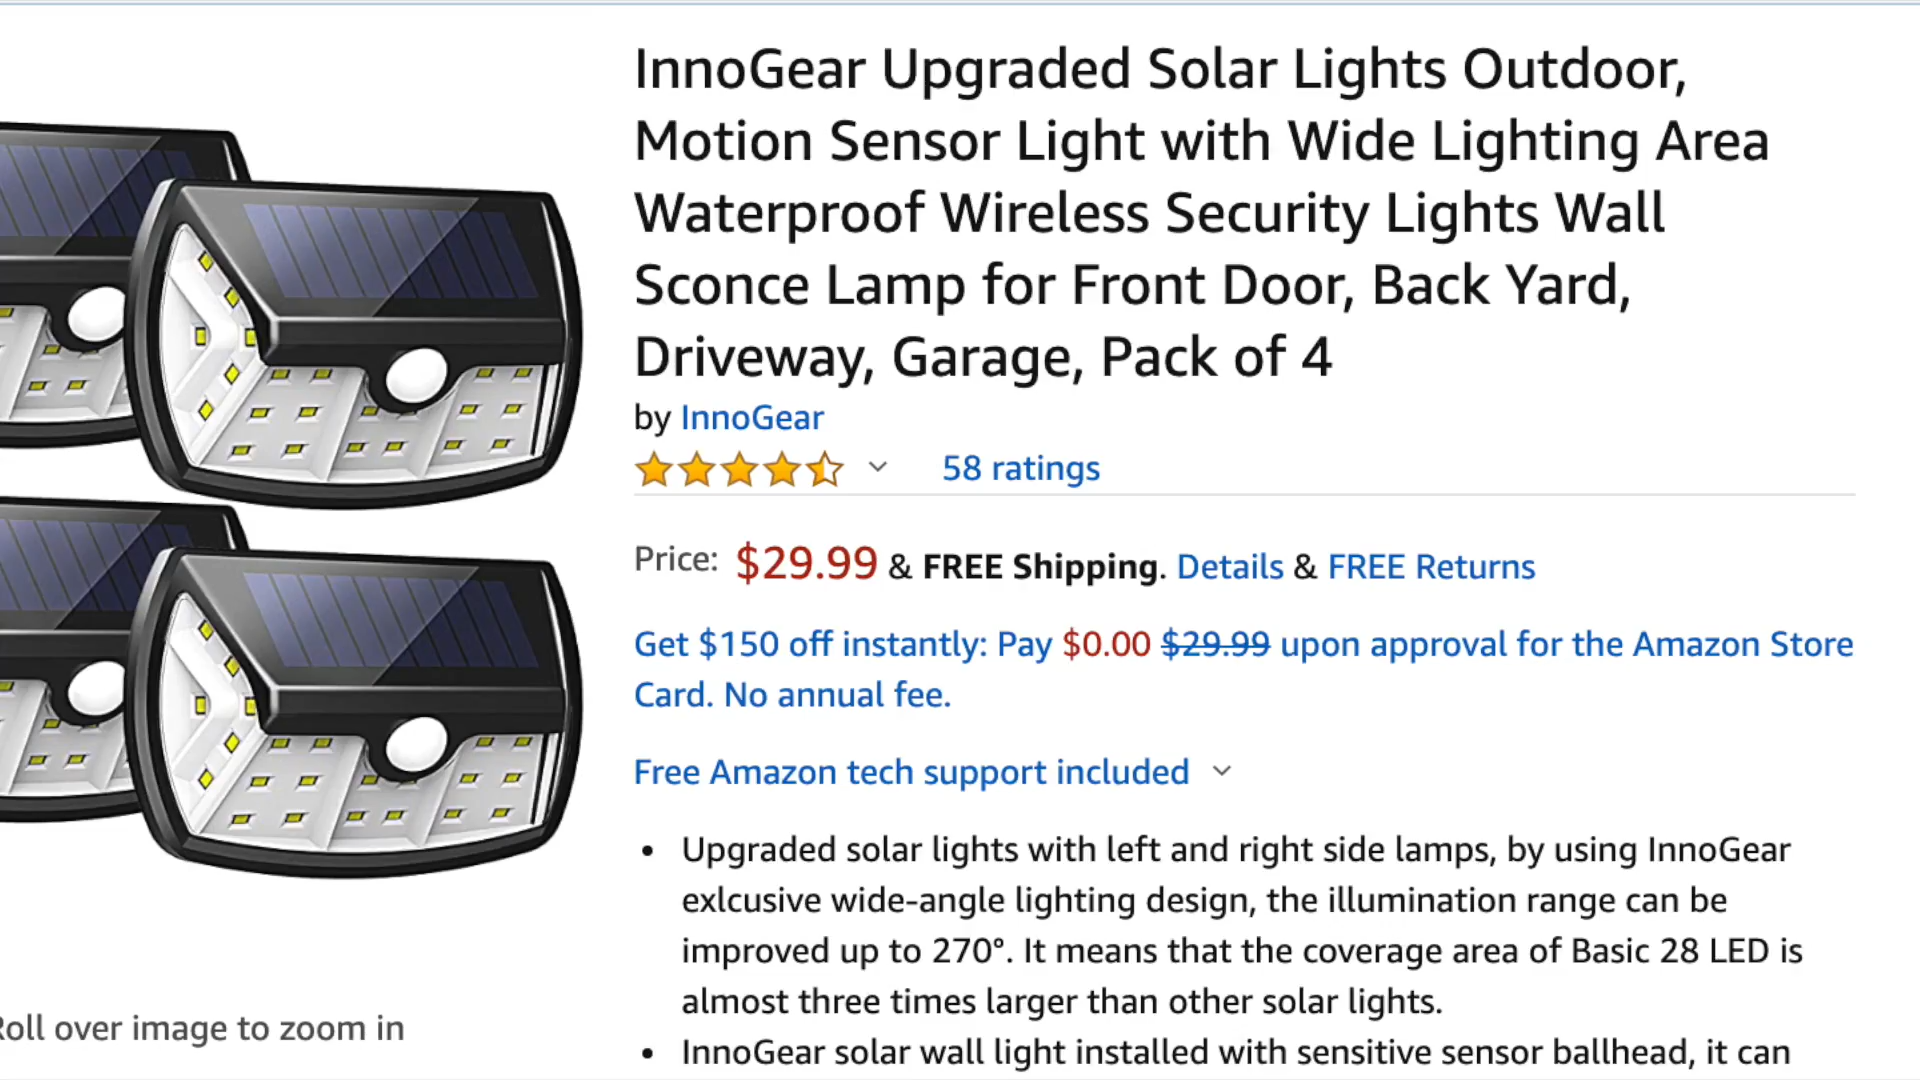 InnoGear Upgraded Solar Lights Outdoor,
Motion Sensor Light with Wide Lighting Area
Waterproof Wireless Security Lights Wall
Sconce Lamp for Front Door, Back Yard,
Driveway, Garage, Pack of 4
by InnoGear
58 ratings
Price: $29.99 & FREE Shipping. Details & FREE Returns
Get $150 off instantly: Pay $0.00 $29.99 upon approval for the Amazon Store
Card. No annual fee.
Free Amazon tech support included
• Upgraded solar lights with left and right side lamps, by using InnoGear
exlcusive wide-angle lighting design, the illumination range can be
improved up to 270°. It means that the coverage area of Basic 28 LED is
almost three times larger than other solar lights.
• InnoGear solar wall light installed with sensitive sensor ballhead, it can
Roll over image to zoom in